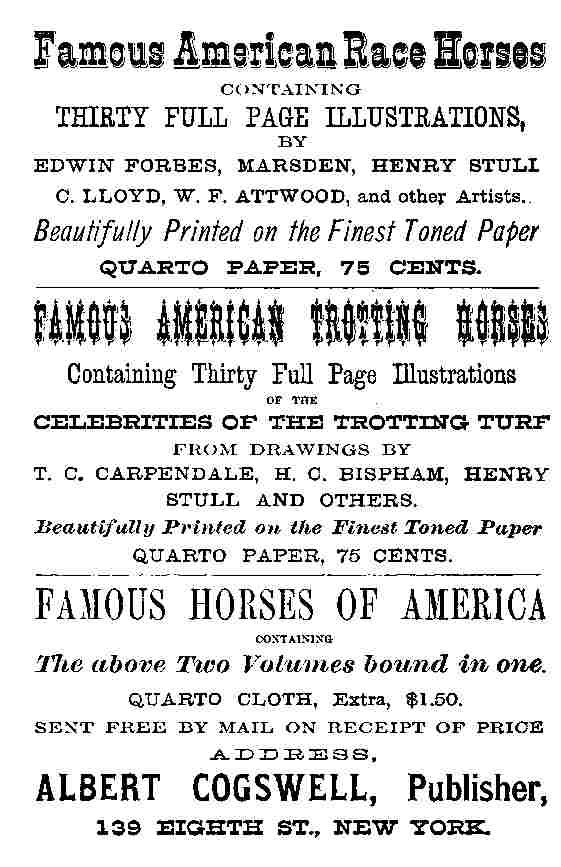 Famous American Race Horses
CONTAINING
THIRTY FULL PAGE ILLUSTRATIONS,
BY
EDWIN FORBES, MARSDEN, HENRY STULL
C. LLOYD, W. F. ATTWOOD, and other Artists.
Beautifully Printed on the Finest Toned Paper
QUARTO PAPER, 75 CENTS.
FAMOUS AMERICAN TROTTING HORSES
Containing Thirty Full Page Illustrations
OF THE
CELEBRITIES OF THE TROTTING TURF
FROM DRAWINGS BY
T. C. CARPENDALE, H. C. BISPHAM, HENRY
STULL AND OTHERS.
Beautifully Printed on the Finest Toned Paper
QUARTO PAPER, 75 CENTS.
FAMOUS HORSES OF AMERICA
CONTAINING
The above Two Volumes bound in one.
QUARTO CLOTH, Extra, $1.50.
SENT FREE BY MAIL ON RECEIPT OF PRICE
ADDRESS,
ALBERT COGSWELL, Publisher,
139 EIGHTH ST., NEW YORK.